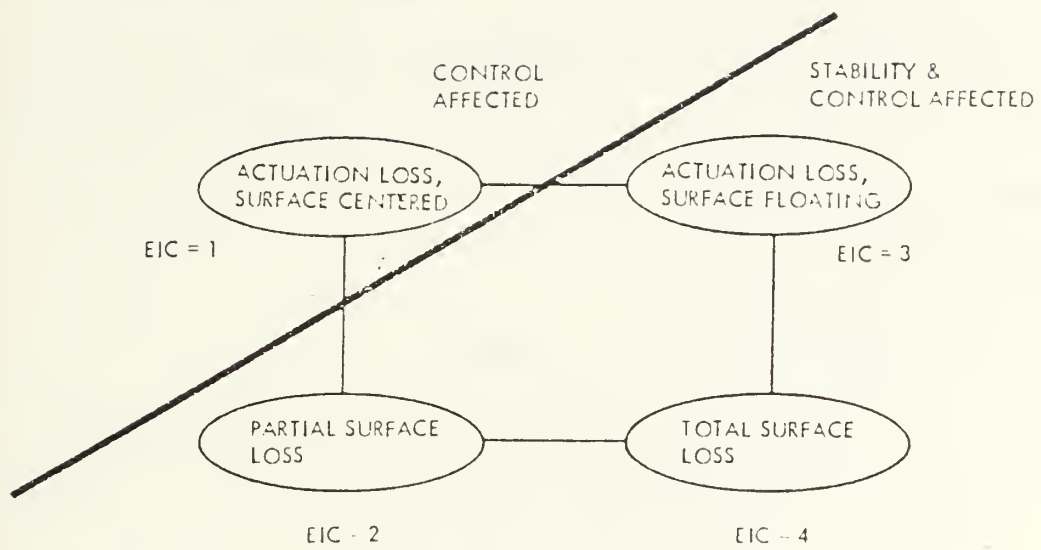 CONTROL
AFFECTED
STABILITY &
CONTROL AFFECTED
ACTUATION LOSS,
SURFACE CENTERED
ACTUATION LOSS,
SURFACE FLOATING
EIC = 1
EIC = 3
PARTIAL SURFACE
LOSS
TOTAL SURFACE
LOSS
EIC - 2
EIC - 4